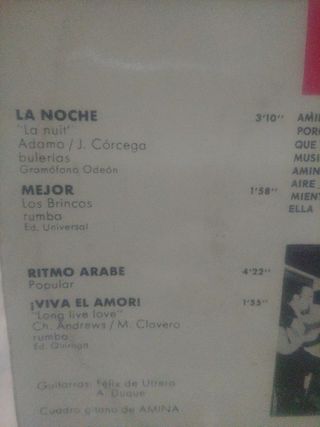 LA NOCHE 3'10''
"La nuit"
Adamo / J. Córcega
bulerías
Gramófono Odeón
MEJOR 1'58''
Los Brincos
rumba
Ed. Universal
RITMO ARABE 4'22''
Popular
¡VIVA EL AMOR! 1'55''
"Long live love"
Ch. Andrews / M. Clavero
rumba
Ed. Quiroga
Guitarras: Félix de Utrera
A. Duque
Cuadro gitano de AMINA
AMI
POR
QUE
MUSI
AMIN
AIRE
MIEN
ELLA